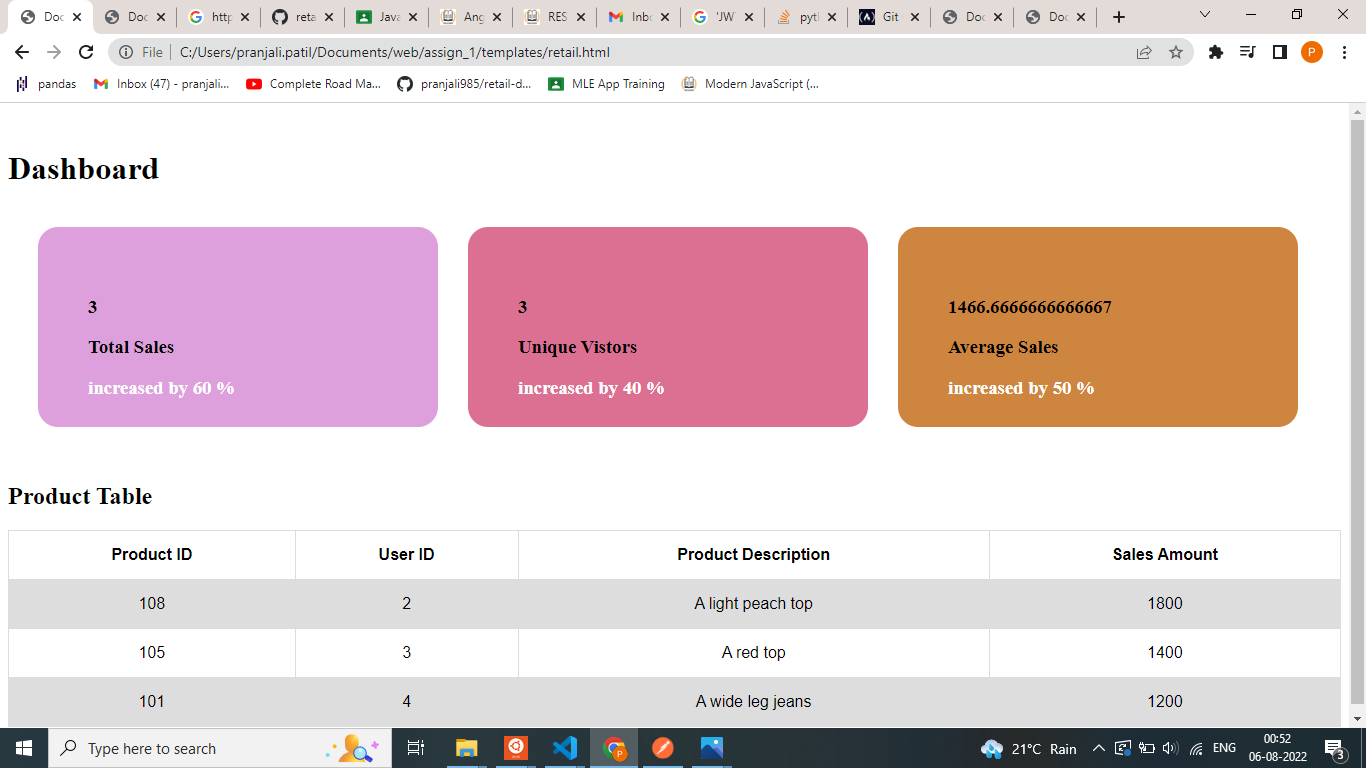 Doc Doc http reta Java Ang RES Inbo 'JW pyth Git Doc Doc
File C:/Users/pranjali.patil/Documents/web/assign_1/templates/retail.html P
pandas Inbox (47) - pranjali... Complete Road Ma... pranjali985/retail-d... MLE App Training Modern JavaScript (...
Dashboard
3 3 1466.6666666666667
Total Sales Unique Vistors Average Sales
increased by 60 % increased by 40 % increased by 50 %
Product Table
Product ID User ID Product Description Sales Amount
108 2 A light peach top 1800
105 3 A red top 1400
101 4 A wide leg jeans 1200
Type here to search 21°C Rain ENG 00:52
06-08-2022 3